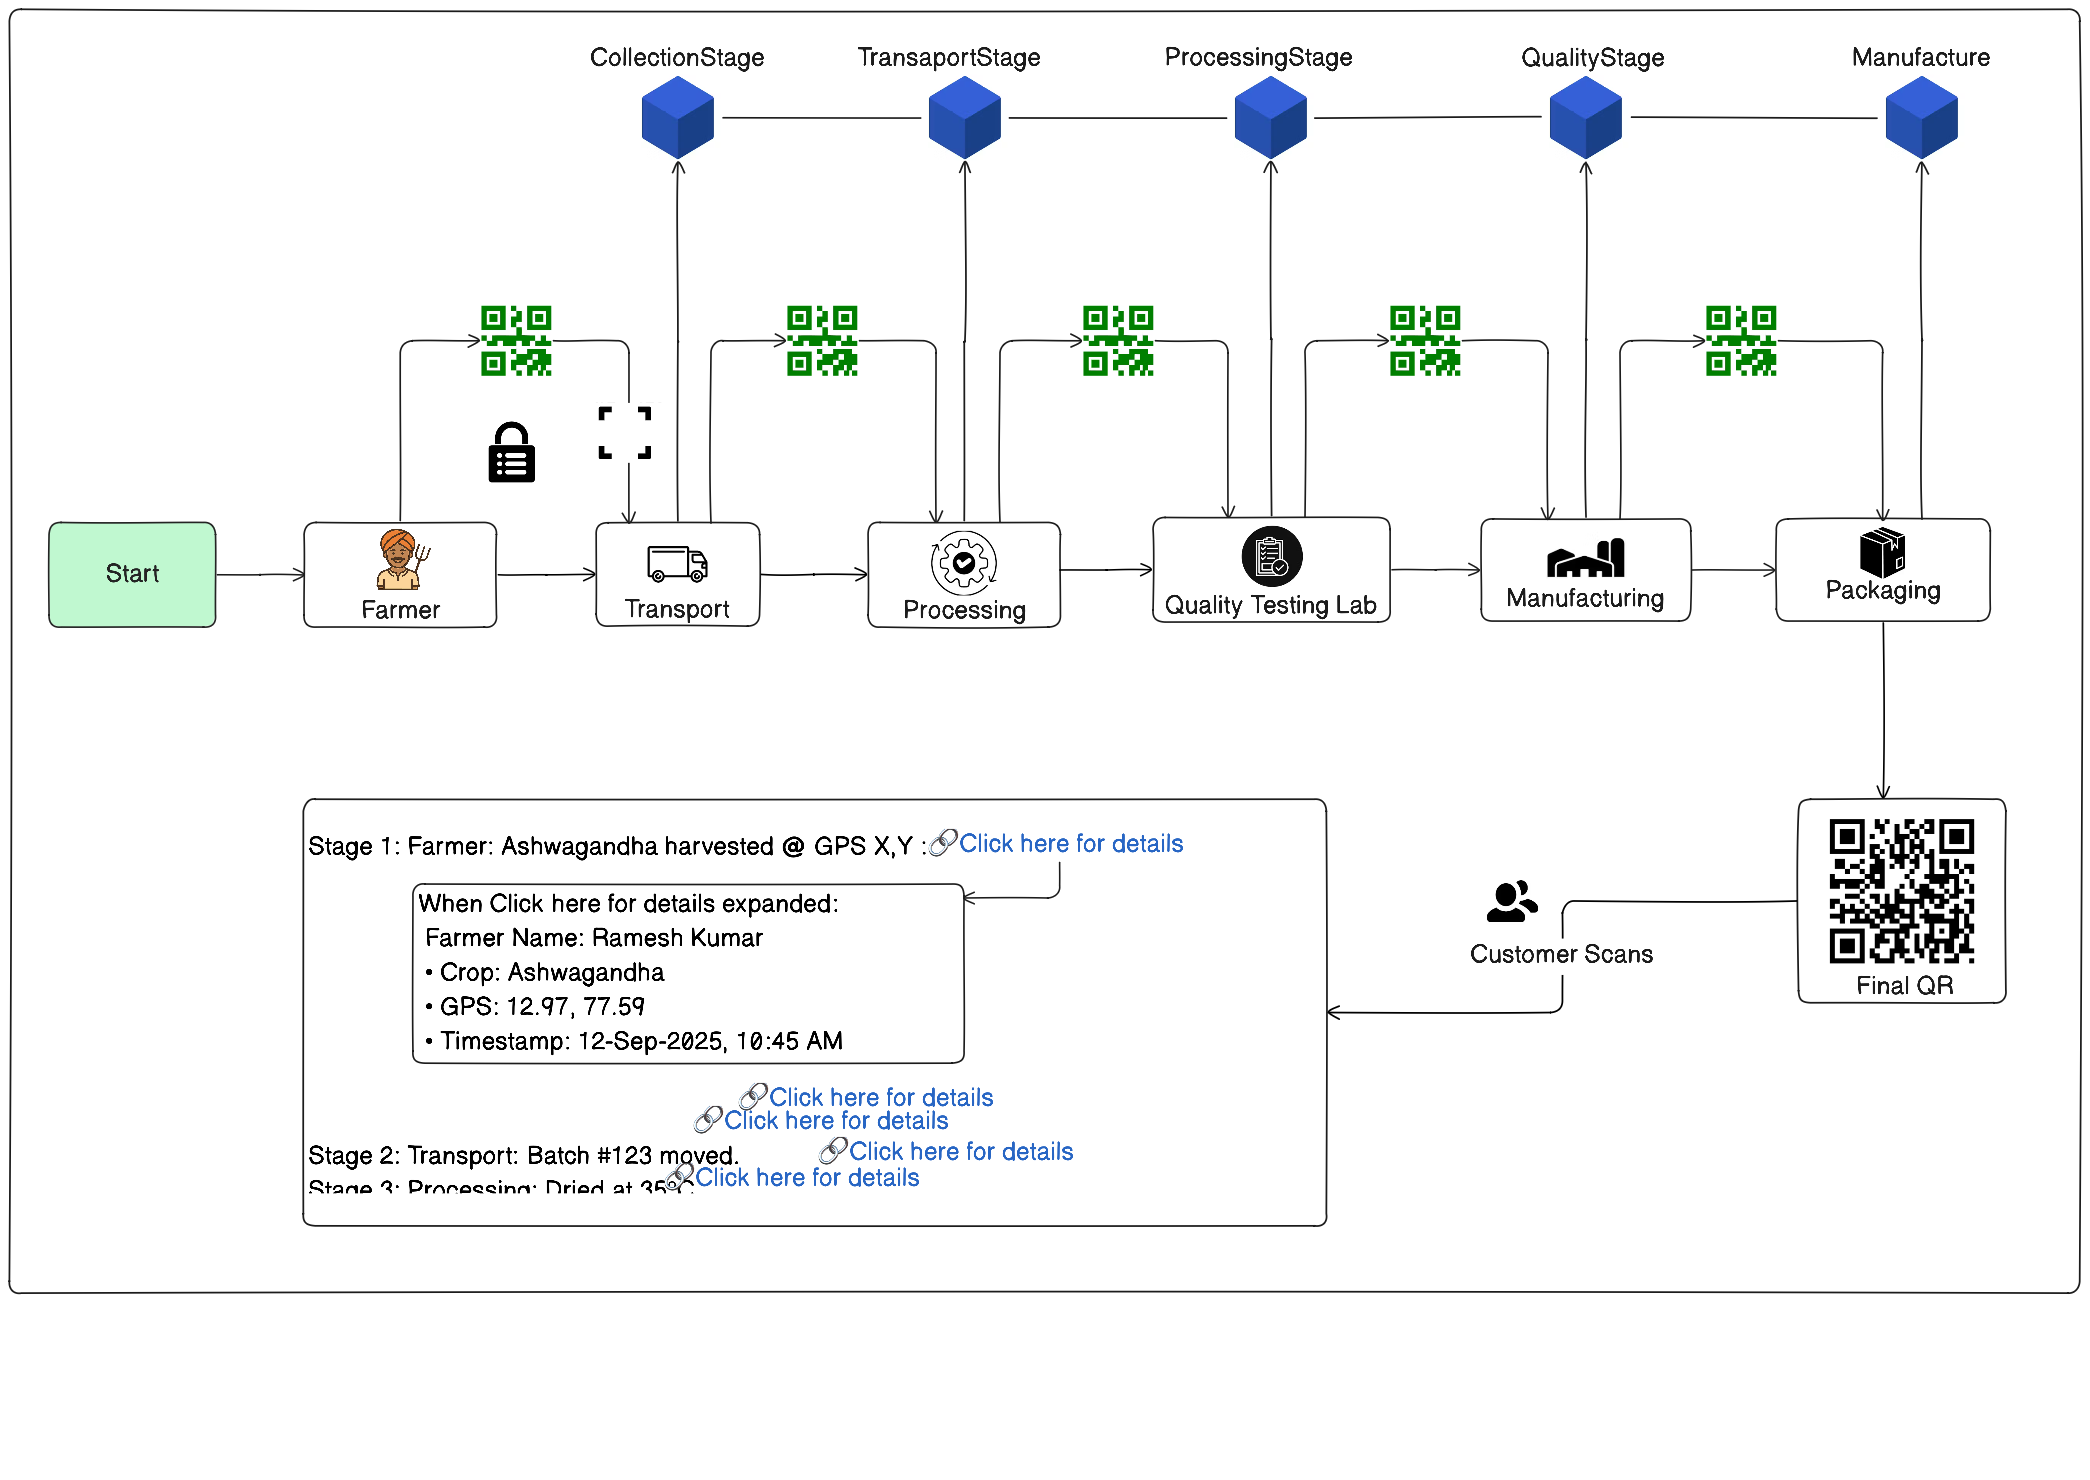 CollectionStage
TransaportStage
ProcessingStage
QualityStage
Manufacture
Start
Farmer
Transport
Processing
Quality Testing Lab
Manufacturing
Packaging
Stage 1: Farmer: Ashwagandha harvested @ GPS X,Y : Click here for details
When Click here for details expanded:
Farmer Name: Ramesh Kumar
• Crop: Ashwagandha
• GPS: 12.97, 77.59
• Timestamp: 12-Sep-2025, 10:45 AM
Click here for details
Click here for details
Stage 2: Transport: Batch #123 moved. Click here for details
Stage 3: Processing: Dried at 35°C Click here for details
Customer Scans
Final QR